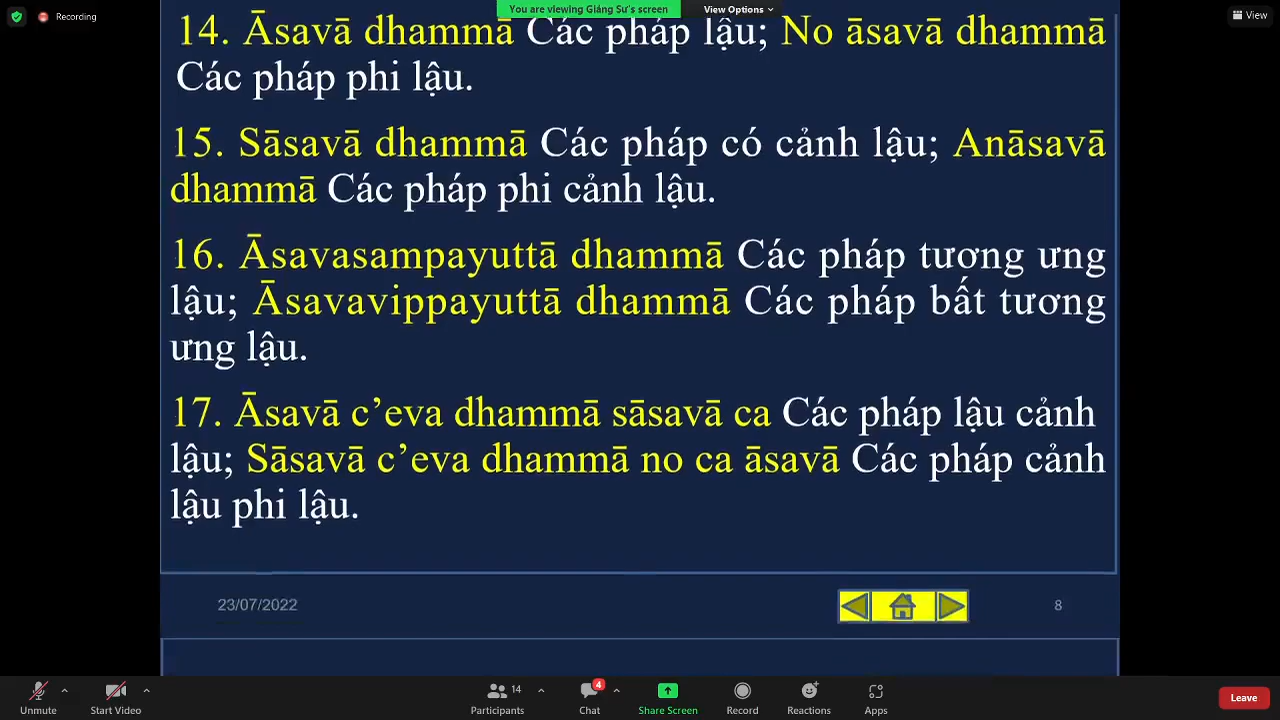 You are viewing Giảng Sư's screen
View Options
View
Recording
14. Āsavā dhammā Các pháp lậu; No āsavā dhammā
Các pháp phi lậu.
15. Sāsavā dhammā Các pháp có cảnh lậu; Anāsavā
dhammā Các pháp phi cảnh lậu.
16. Āsavasampayuttā dhammā Các pháp tương ưng
lậu; Āsavavippayuttā dhammā Các pháp bất tương
ưng lậu.
17. Āsavā c’eva dhammā sāsavā ca Các pháp lậu cảnh
lậu; Sāsavā c’eva dhammā no ca āsavā Các pháp cảnh
lậu phi lậu.
23/07/2022
8
Unmute
Start Video
Participants
14
Chat
4
Share Screen
Record
Reactions
Apps
Leave